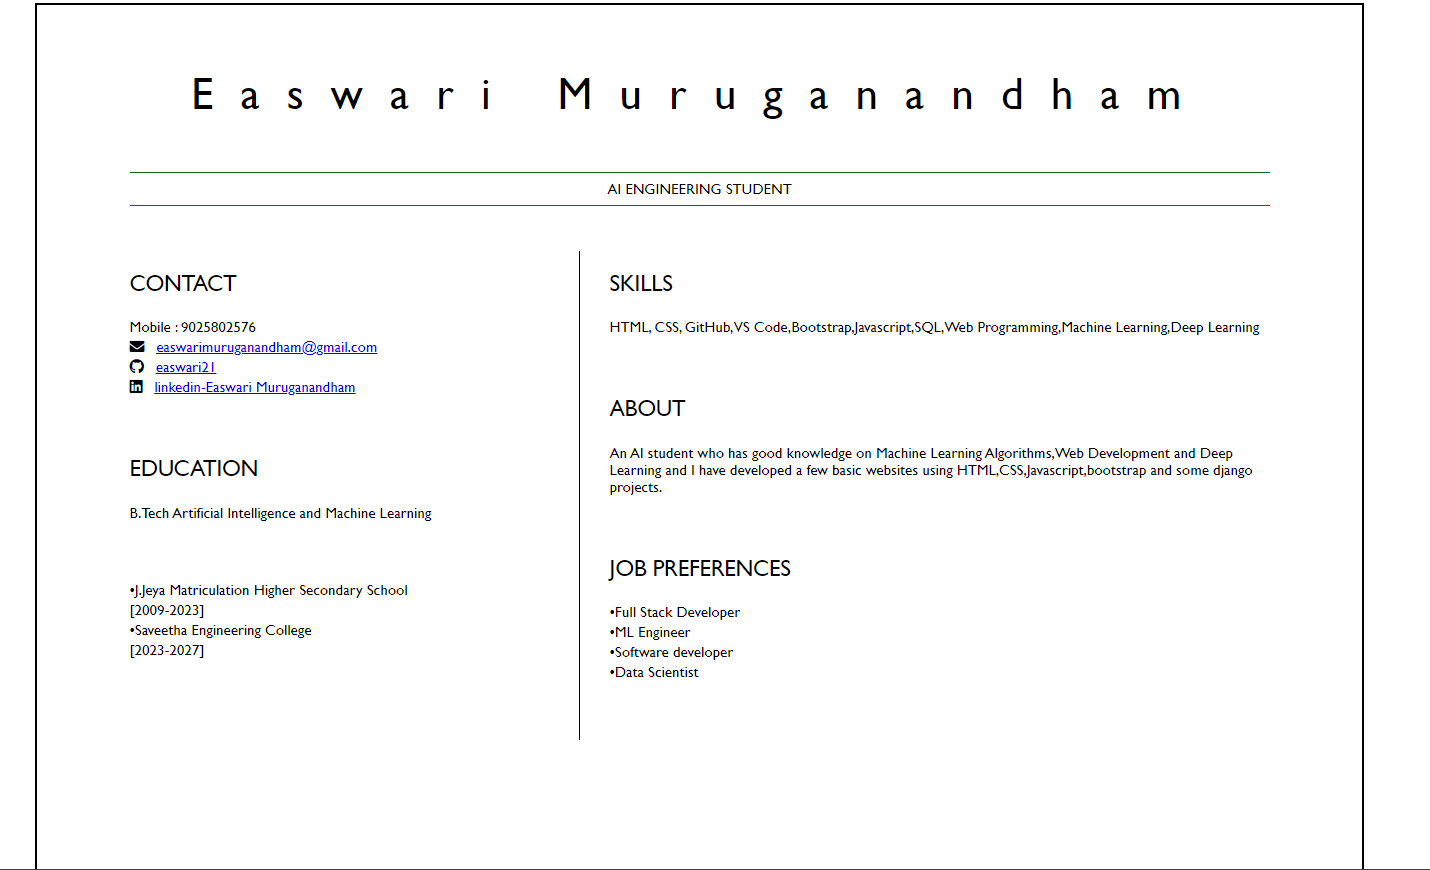 Easwari Muruganandham
AI ENGINEERING STUDENT
CONTACT
Mobile : 9025802576
easwarimuruganandham@gmail.com
easwari21
linkedin-Easwari Muruganandham
EDUCATION
B.Tech Artificial Intelligence and Machine Learning
•J.Jeya Matriculation Higher Secondary School
[2009-2023]
•Saveetha Engineering College
[2023-2027]
SKILLS
HTML, CSS, GitHub,VS Code,Bootstrap,Javascript,SQL,Web Programming,Machine Learning,Deep Learning
ABOUT
An AI student who has good knowledge on Machine Learning Algorithms,Web Development and Deep
Learning and I have developed a few basic websites using HTML,CSS,Javascript,bootstrap and some django
projects.
JOB PREFERENCES
•Full Stack Developer
•ML Engineer
•Software developer
•Data Scientist